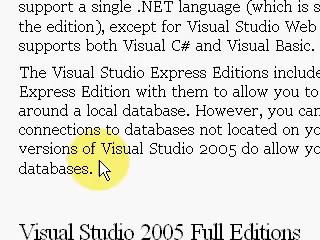 support a single .NET language (which is s
the edition), except for Visual Studio Web
supports both Visual C# and Visual Basic.
The Visual Studio Express Editions include
Express Edition with them to allow you to
around a local database. However, you can
connections to databases not located on yo
versions of Visual Studio 2005 do allow yo
databases.
Visual Studio 2005 Full Editions